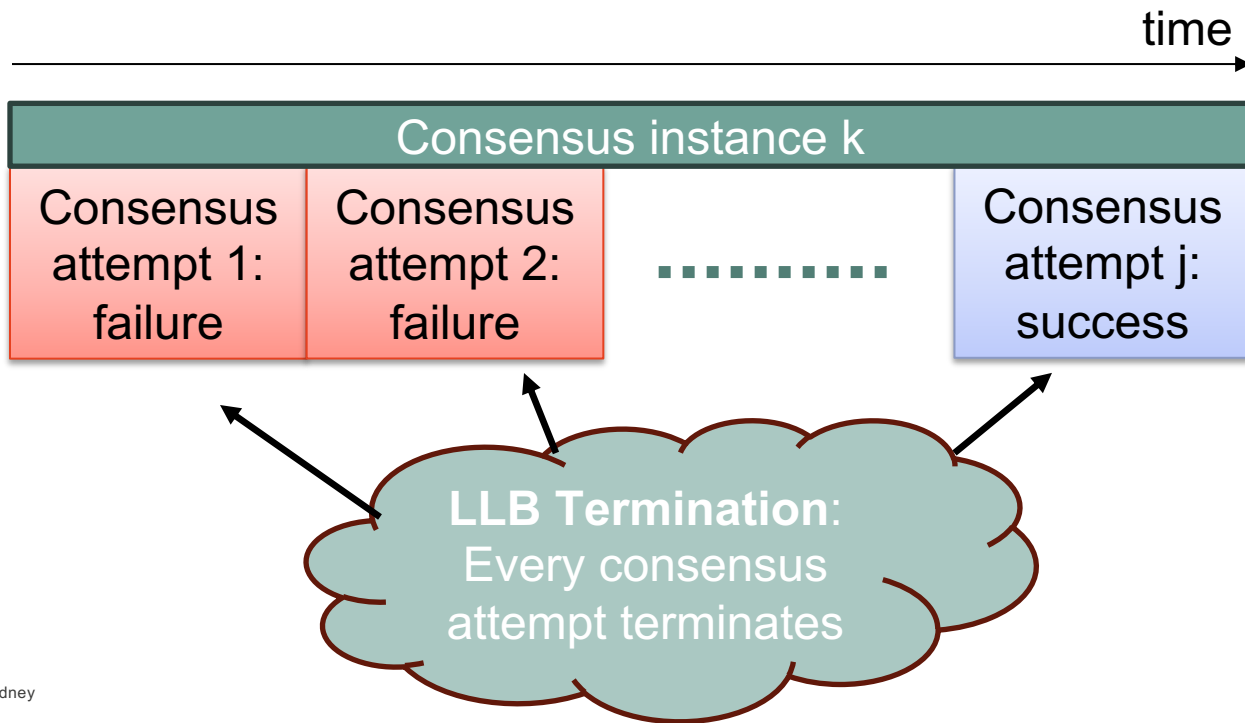 time
Consensus instance k
Consensus
attempt 1:
failure
Consensus
attempt 2:
failure
Consensus
attempt j:
success
LLB Termination:
Every consensus
attempt terminates
dney